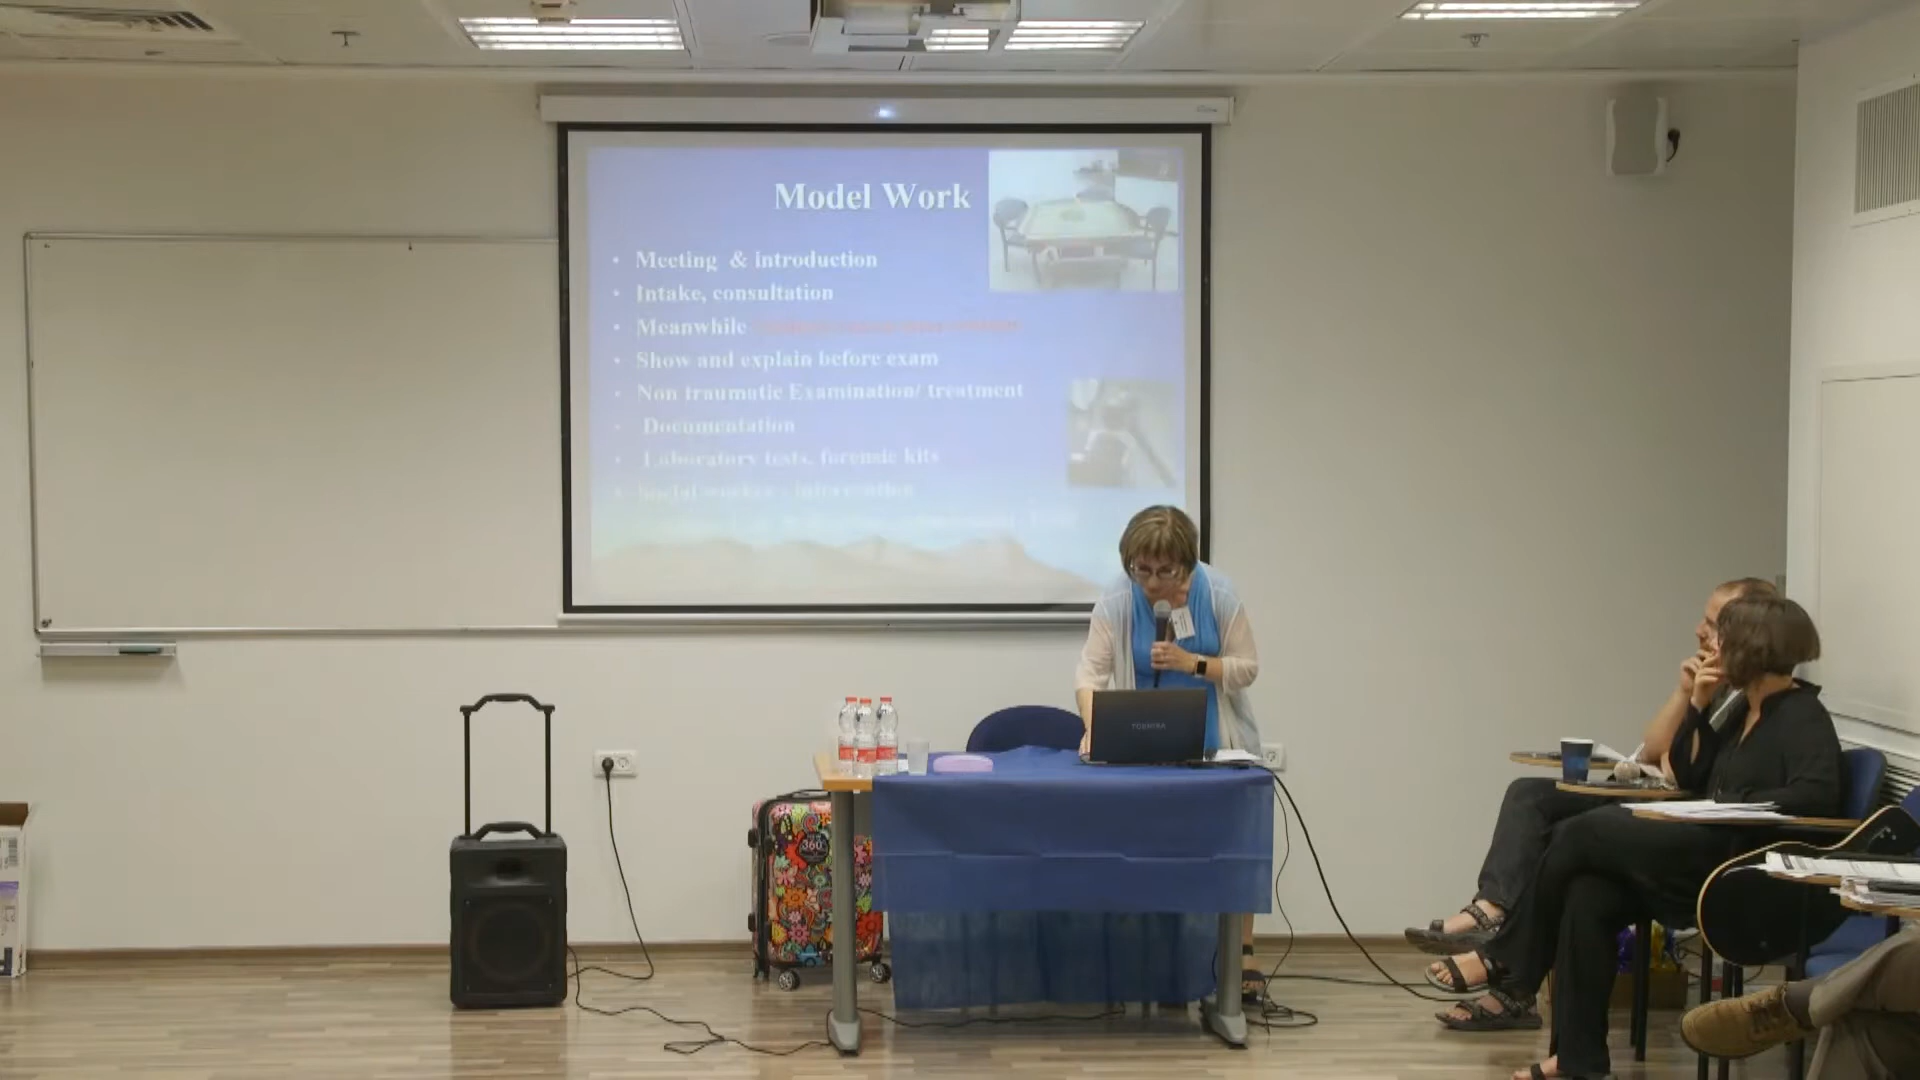 Model Work
• Meeting & introduction
• Intake, consultation
• Meanwhile
• Show and explain before exam
• Non traumatic Examination/ treatment
• Documentation
• Laboratory tests, forensic kits
TOSHIBA
360°